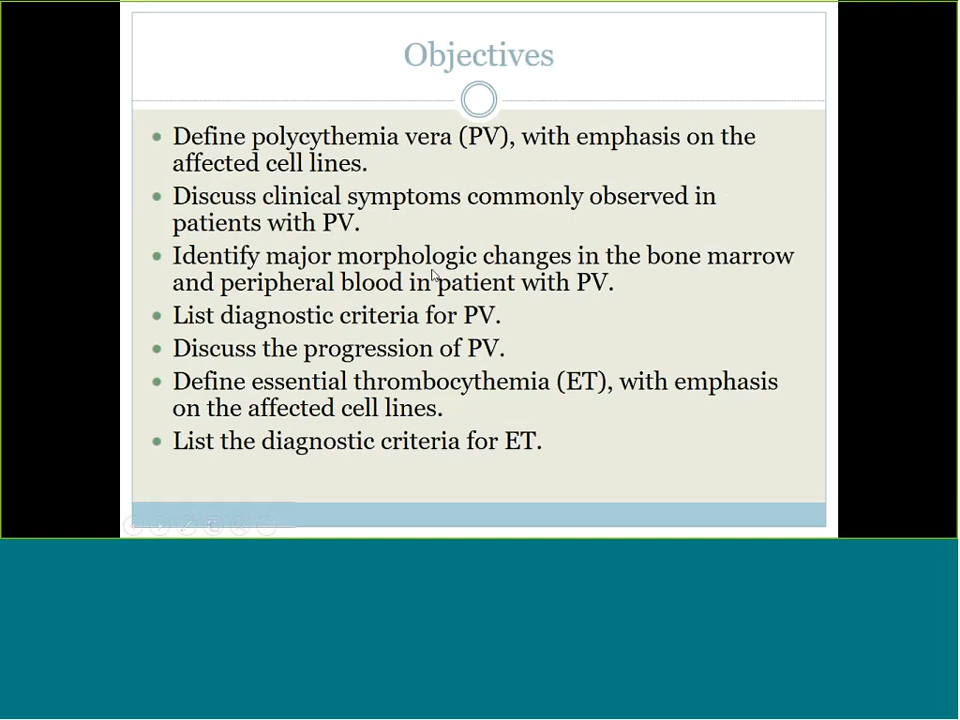 Objectives
• Define polycythemia vera (PV), with emphasis on the
affected cell lines.
• Discuss clinical symptoms commonly observed in
patients with PV.
• Identify major morphologic changes in the bone marrow
and peripheral blood in patient with PV.
• List diagnostic criteria for PV.
• Discuss the progression of PV.
• Define essential thrombocythemia (ET), with emphasis
on the affected cell lines.
• List the diagnostic criteria for ET.